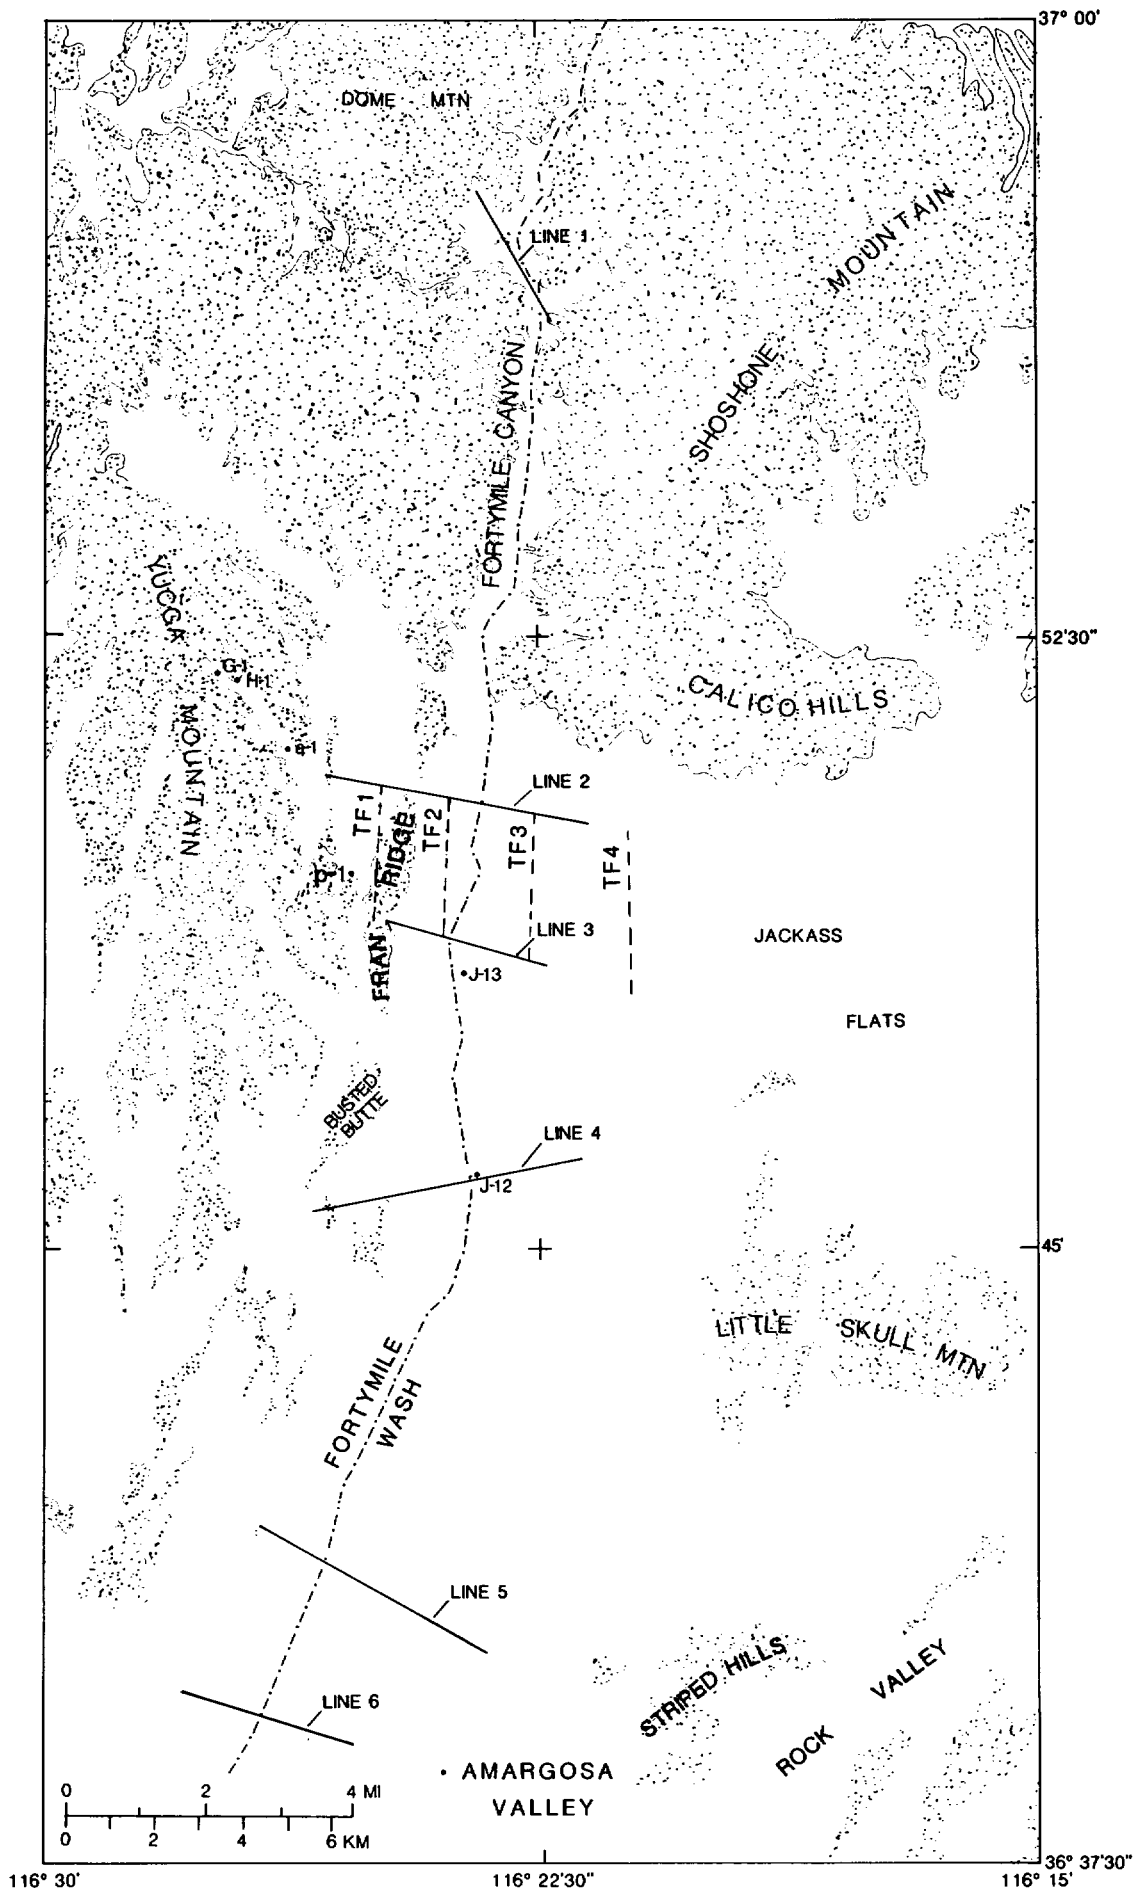 37° 00'
DOME MTN
LINE 1
SHOSHONE MOUNTAIN
FORTYMILE CANYON
YUCCA MOUNTAIN
52'30"
G-1
H-1
CALICO HILLS
a-1
LINE 2
TF1
TF2
TF3
TF4
FRAN RIDGE
p-1
LINE 3
JACKASS
FLATS
J-13
BUSTED
BUTTE
LINE 4
J-12
45'
LITTLE SKULL MTN
FORTYMILE
WASH
LINE 5
STRIPED HILLS
ROCK VALLEY
LINE 6
AMARGOSA
VALLEY
0 2 4 MI
0 2 4 6 KM
36° 37'30"
116° 30' 116° 22'30" 116° 15'